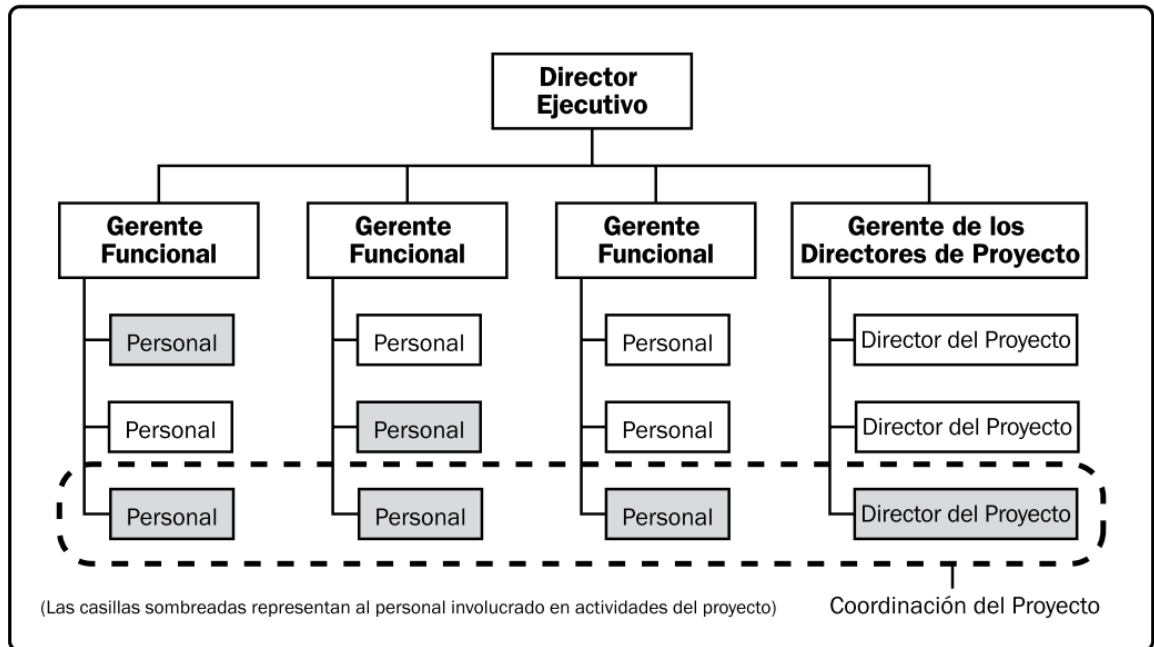 Director
Ejecutivo
Gerente
Funcional
Gerente
Funcional
Gerente
Funcional
Gerente de los
Directores de Proyecto
Personal
Personal
Personal
Director del Proyecto
Personal
Personal
Personal
Director del Proyecto
Personal
Personal
Personal
Director del Proyecto
(Las casillas sombreadas representan al personal involucrado en actividades del proyecto)
Coordinación del Proyecto